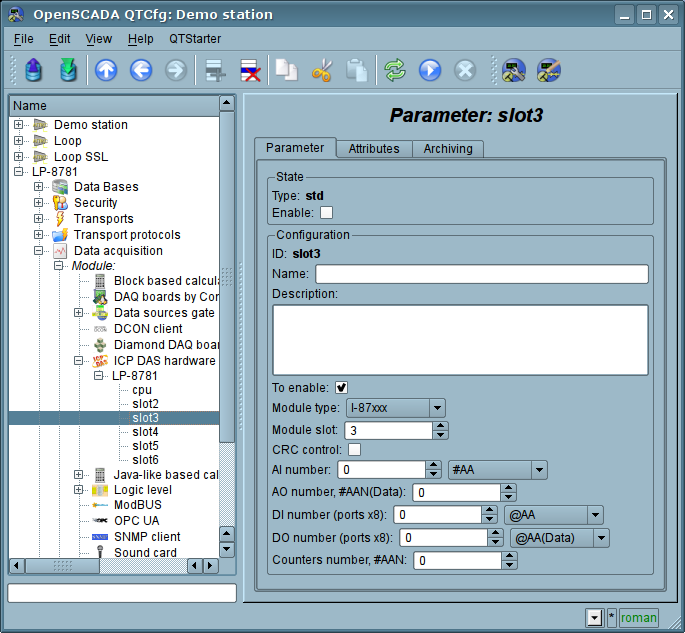 OpenSCADA QTCfg: Demo station
File Edit View Help QTStarter
Name
Demo station
Loop
Loop SSL
LP-8781
Data Bases
Security
Transports
Transport protocols
Data acquisition
Module:
Block based calcula
DAQ boards by Com
Data sources gate
DCON client
Diamond DAQ boar
ICP DAS hardware
LP-8781
cpu
slot2
slot3
slot4
slot5
slot6
Java-like based cal
Logic level
ModBUS
OPC UA
SNMP client
Sound card
Parameter: slot3
Parameter Attributes Archiving
State
Type: std
Enable:
Configuration
ID: slot3
Name:
Description:
To enable:
Module type: I-87xxx
Module slot: 3
CRC control:
AI number: 0 #AA
AO number, #AAN(Data): 0
DI number (ports x8): 0 @AA
DO number (ports x8): 0 @AA(Data)
Counters number, #AAN: 0
* roman